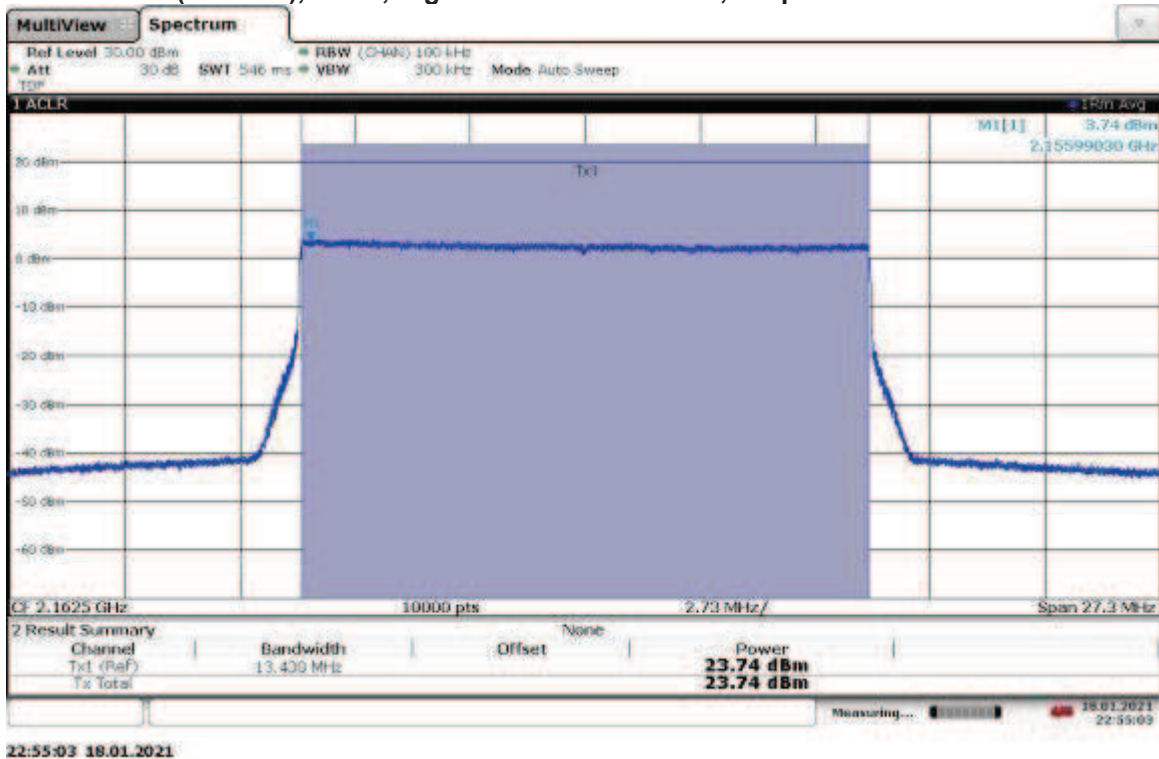 MultiView Spectrum
Ref Level 30.00 dBm RBW (CHAN) 100 kHz
Att 30 dB SWT 546 ms VBW 300 kHz Mode Auto Sweep
TDF
1 ACLR 1Rm Avg
M1[1] 3.74 dBm
2.15599030 GHz
20 dBm
Tx1
10 dBm
M1
0 dBm
-10 dBm
-20 dBm
-30 dBm
-40 dBm
-50 dBm
-60 dBm
CF 2.1625 GHz 10000 pts 2.73 MHz/ Span 27.3 MHz
2 Result Summary None
Channel Bandwidth Offset Power
Tx1 (Ref) 13.430 MHz 23.74 dBm
Tx Total 23.74 dBm
Measuring... 18.01.2021
22:55:03
22:55:03 18.01.2021